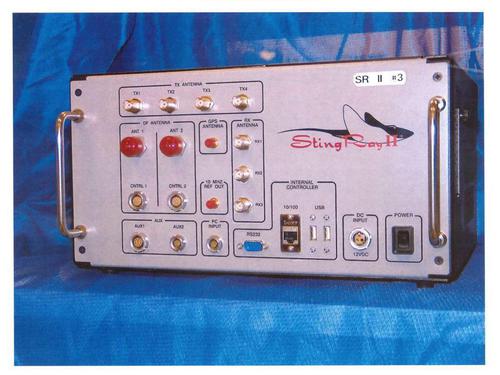 TX ANTENNA
SR II #3
TX1 TX2 TX3 TX4
DF ANTENNA
GPS
ANTENNA
RX
ANTENNA
ANT 1 ANT 2
RX1
StingRay II
RX2
10 MHZ
REF OUT
INTERNAL
CONTROLLER
CNTRL 1 CNTRL 2
RX3
10/100 USB
AUX
PC
INPUT
DC
INPUT
POWER
AUX1 AUX2
RS232
12VDC